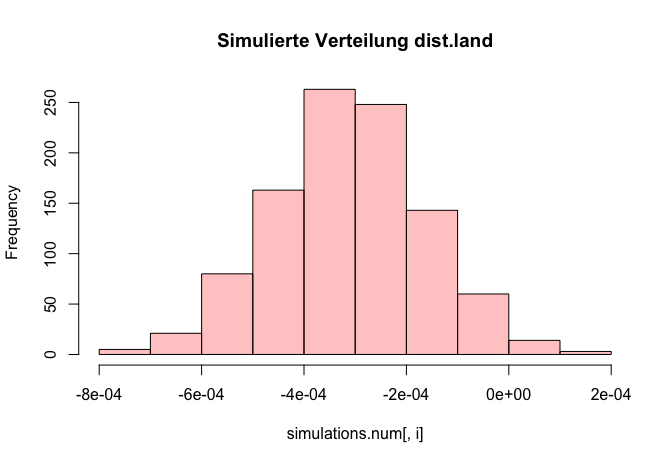 Simulierte Verteilung dist.land
Frequency
250
200
150
100
50
0
-8e-04 -6e-04 -4e-04 -2e-04 0e+00 2e-04
simulations.num[, i]